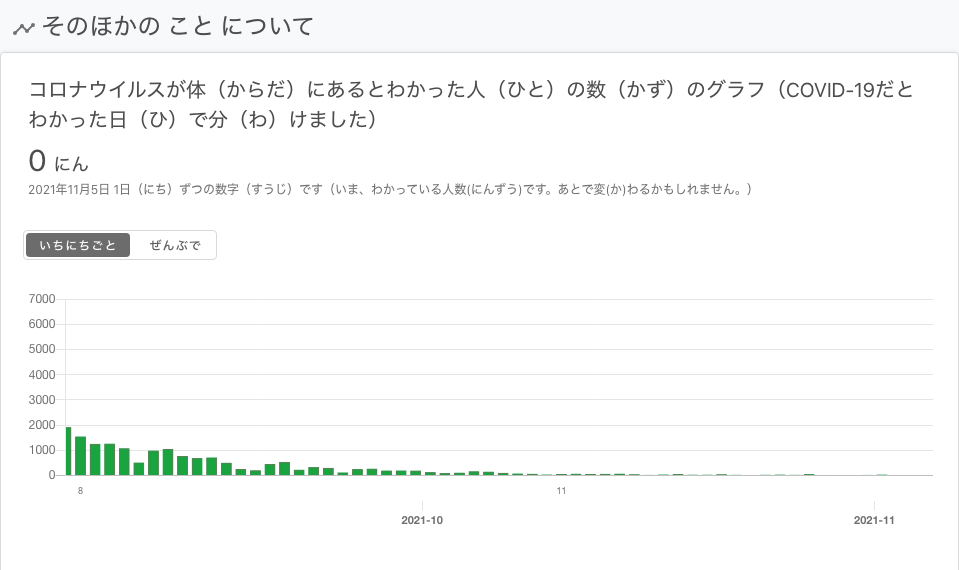 そのほかの こと について
コロナウイルスが体（からだ）にあるとわかった人（ひと）の数（かず）のグラフ（COVID-19だと
わかった日（ひ）で分（わ）けました）
0 にん
2021年11月5日 1日（にち）ずつの数字（すうじ）です（いま、わかっている人数(にんずう)です。あとで変(か)わるかもしれません。）
いちにちごと ぜんぶで
7000
6000
5000
4000
3000
2000
1000
0
8 11
2021-10 2021-11